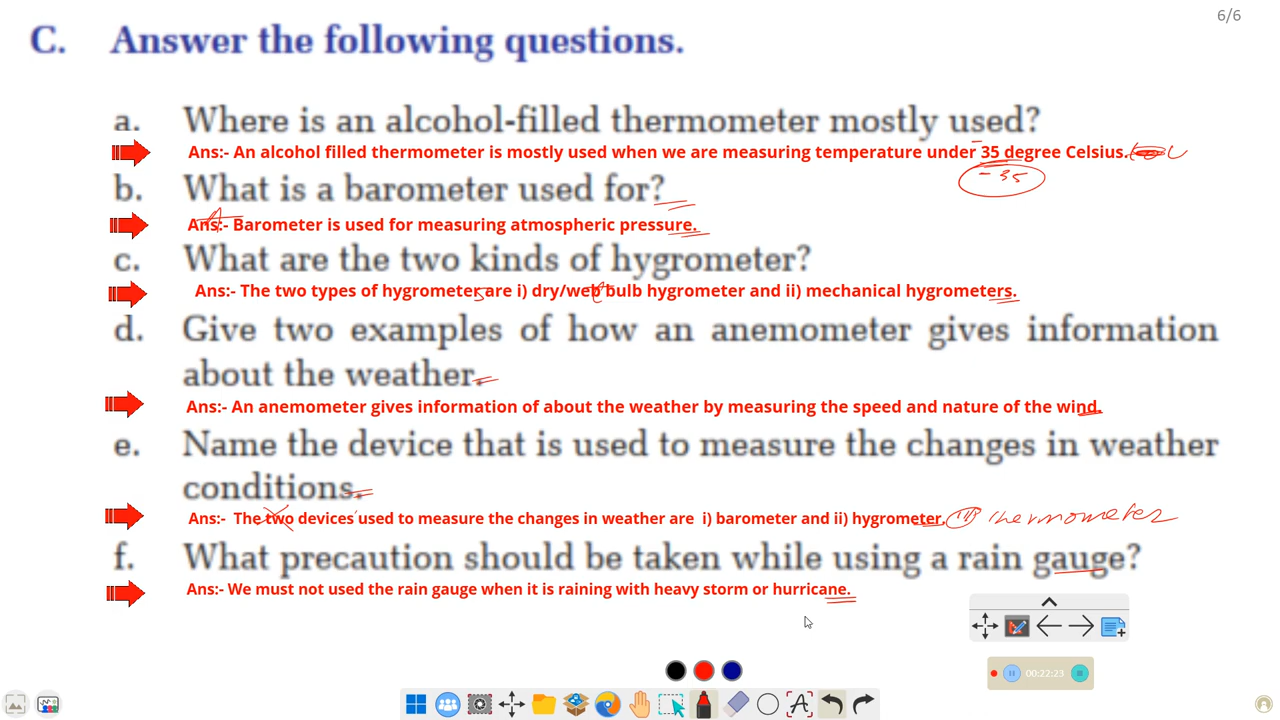 6/6
C. Answer the following questions.
a. Where is an alcohol-filled thermometer mostly used?
Ans:- An alcohol filled thermometer is mostly used when we are measuring temperature under 35 degree Celsius.
-35
b. What is a barometer used for?
Ans:- Barometer is used for measuring atmospheric pressure.
c. What are the two kinds of hygrometer?
Ans:- The two types of hygrometers are i) dry/wet bulb hygrometer and ii) mechanical hygrometers.
d. Give two examples of how an anemometer gives information
about the weather.
Ans:- An anemometer gives information of about the weather by measuring the speed and nature of the wind.
e. Name the device that is used to measure the changes in weather
conditions.
Ans:- The two devices used to measure the changes in weather are i) barometer and ii) hygrometer. iii) thermometer
f. What precaution should be taken while using a rain gauge?
Ans:- We must not used the rain gauge when it is raining with heavy storm or hurricane.
00:22:23